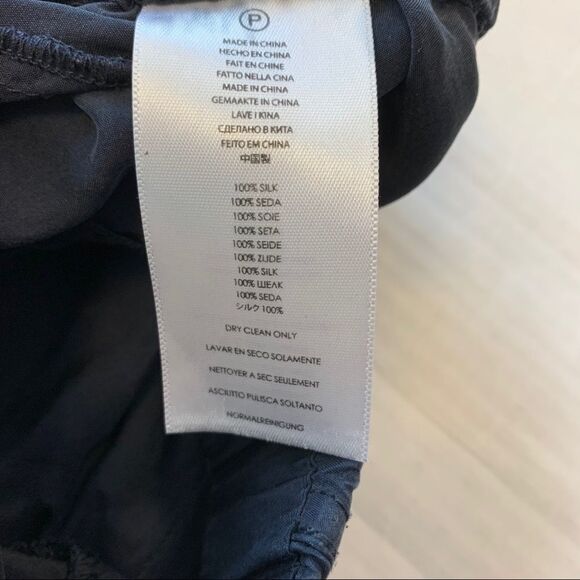 P
MADE IN CHINA
HECHO EN CHINA
FAIT EN CHINE
FATTO NELLA CINA
MADE IN CHINA
GEMAAKTE IN CHINA
LAVE I KINA
СДЕЛАНО В КИТА
FEITO EM CHINA
中国製
100% SILK
100% SEDA
100% SOIE
100% SETA
100% SEIDE
100% ZIJDE
100% SILK
100% ШЕЛК
100% SEDA
シルク 100%
DRY CLEAN ONLY
LAVAR EN SECO SOLAMENTE
NETTOYER A SEC SEULEMENT
ASCIUTTO PULISCA SOLTANTO
NORMALREINIGUNG